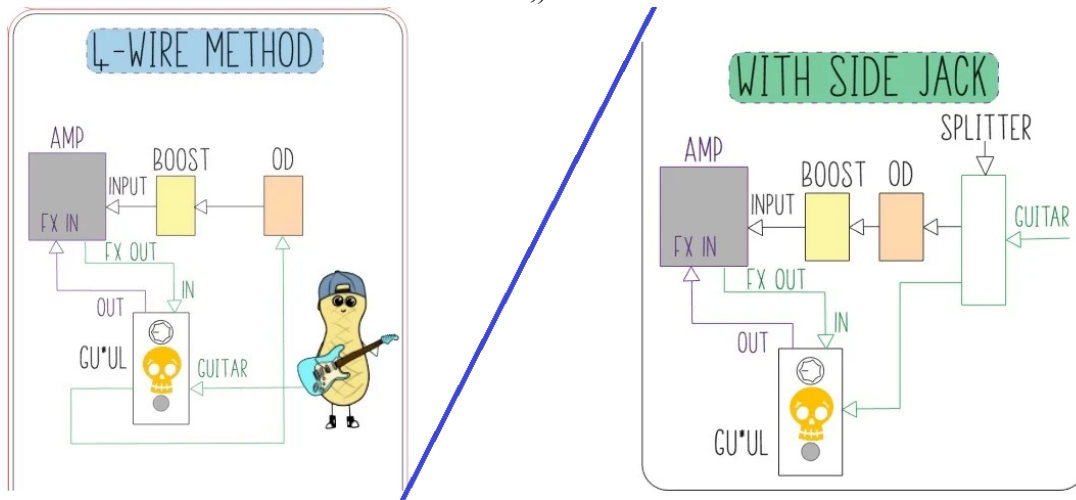 4-WIRE METHOD
AMP
BOOST
OD
INPUT
FX IN
FX OUT
IN
OUT
GU*UL
GUITAR
WITH SIDE JACK
SPLITTER
AMP
BOOST
OD
INPUT
GUITAR
FX IN
FX OUT
IN
OUT
GU*UL